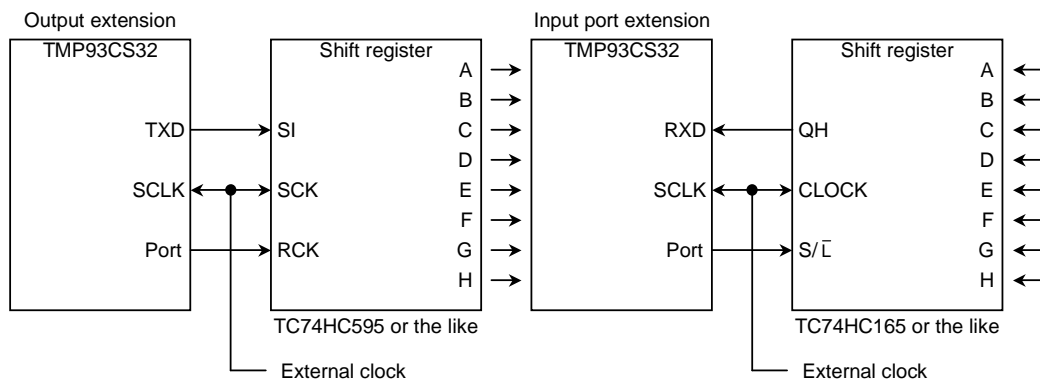 Output extension
TMP93CS32
TXD
SCLK
Port
Shift register
SI
SCK
RCK
A
B
C
D
E
F
G
H
TC74HC595 or the like
External clock
Input port extension
TMP93CS32
RXD
SCLK
Port
Shift register
QH
CLOCK
S/L̅
A
B
C
D
E
F
G
H
TC74HC165 or the like
External clock